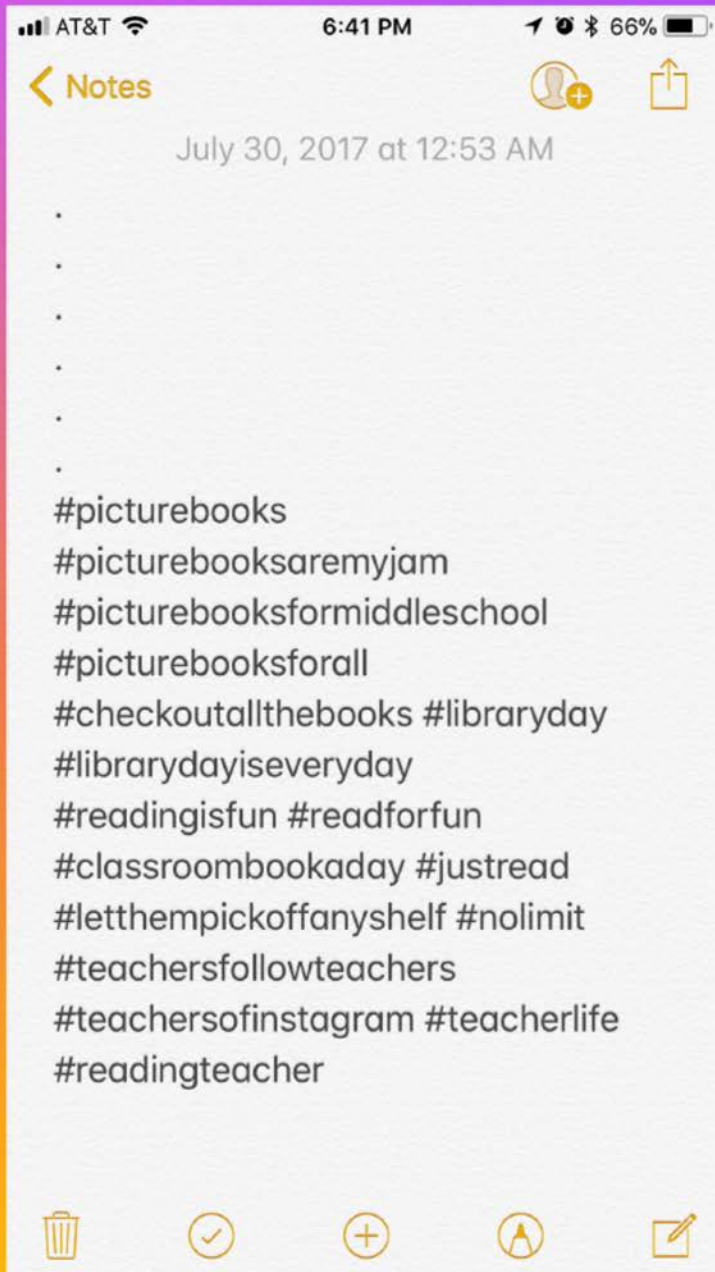 AT&T 6:41 PM 66%
Notes
July 30, 2017 at 12:53 AM
.
.
.
.
.
.
#picturebooks
#picturebooksaremyjam
#picturebooksformiddleschool
#picturebooksforall
#checkoutallthebooks #libraryday
#librarydayiseveryday
#readingisfun #readforfun
#classroombookaday #justread
#letthempickoffanyshelf #nolimit
#teachersfollowteachers
#teachersofinstagram #teacherlife
#readingteacher